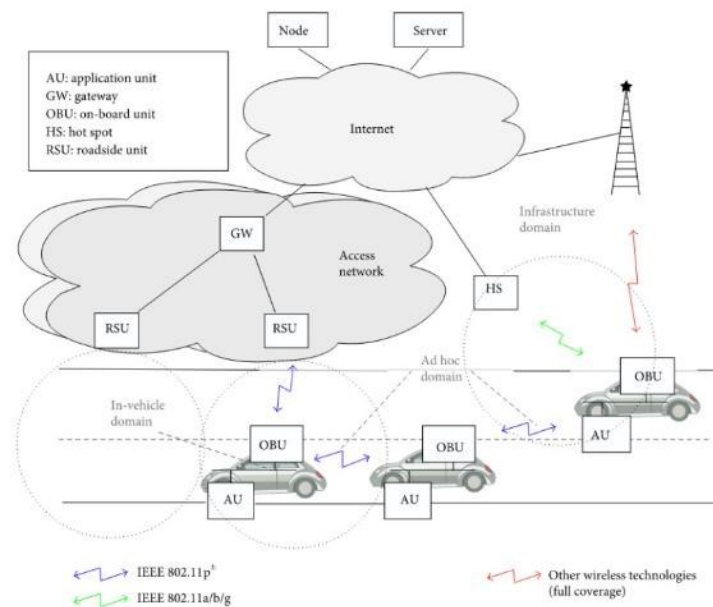 Node
Server
AU: application unit
GW: gateway
OBU: on-board unit
HS: hot spot
RSU: roadside unit
Internet
Infrastructure
domain
GW
Access
network
HS
RSU
RSU
Ad hoc
domain
OBU
In-vehicle
domain
AU
OBU
OBU
AU
AU
IEEE 802.11p
IEEE 802.11a/b/g
Other wireless technologies
(full coverage)